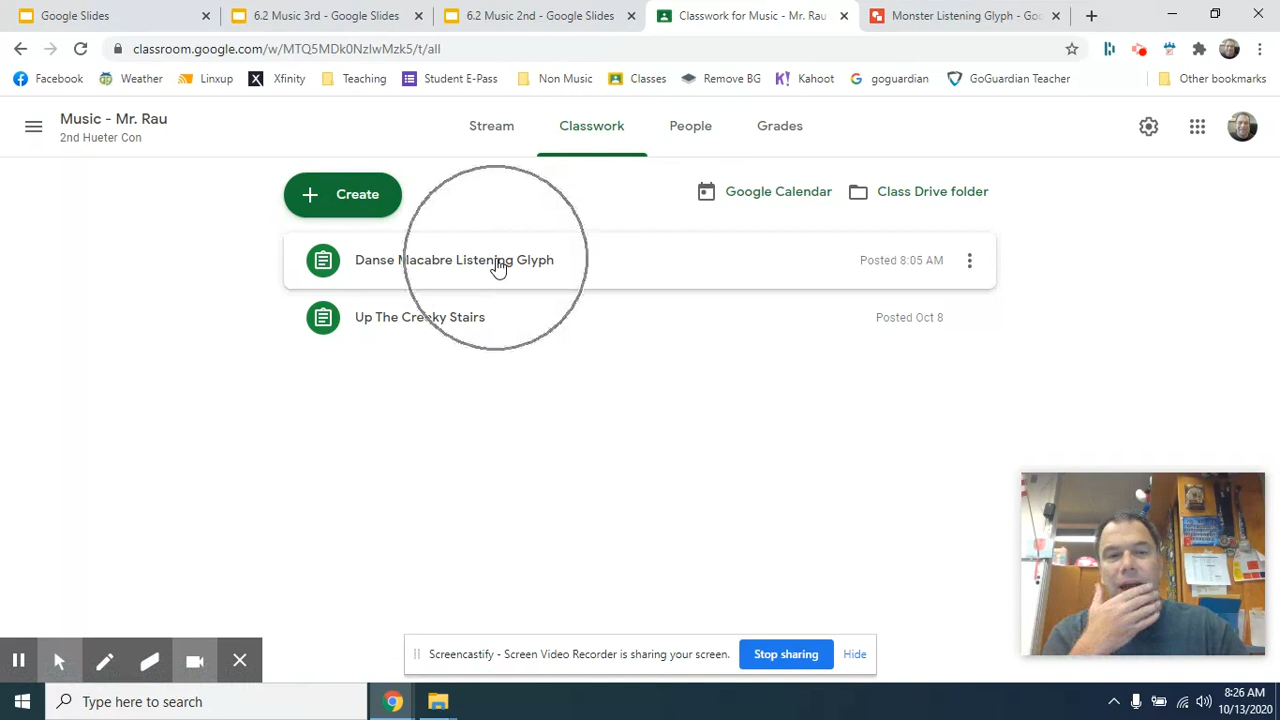 Google Slides
6.2 Music 3rd - Google Slides
6.2 Music 2nd - Google Slides
Classwork for Music - Mr. Rau
Monster Listening Glyph - Goo
classroom.google.com/w/MTQ5MDk0NzIwMzk5/t/all
Facebook
Weather
Linxup
Xfinity
Teaching
Student E-Pass
Non Music
Classes
Remove BG
Kahoot
goguardian
GoGuardian Teacher
Other bookmarks
Music - Mr. Rau
2nd Hueter Con
Stream
Classwork
People
Grades
Create
Google Calendar
Class Drive folder
Danse Macabre Listening Glyph
Posted 8:05 AM
Up The Creeky Stairs
Posted Oct 8
Screencastify - Screen Video Recorder is sharing your screen.
Stop sharing
Hide
Type here to search
8:26 AM
10/13/2020